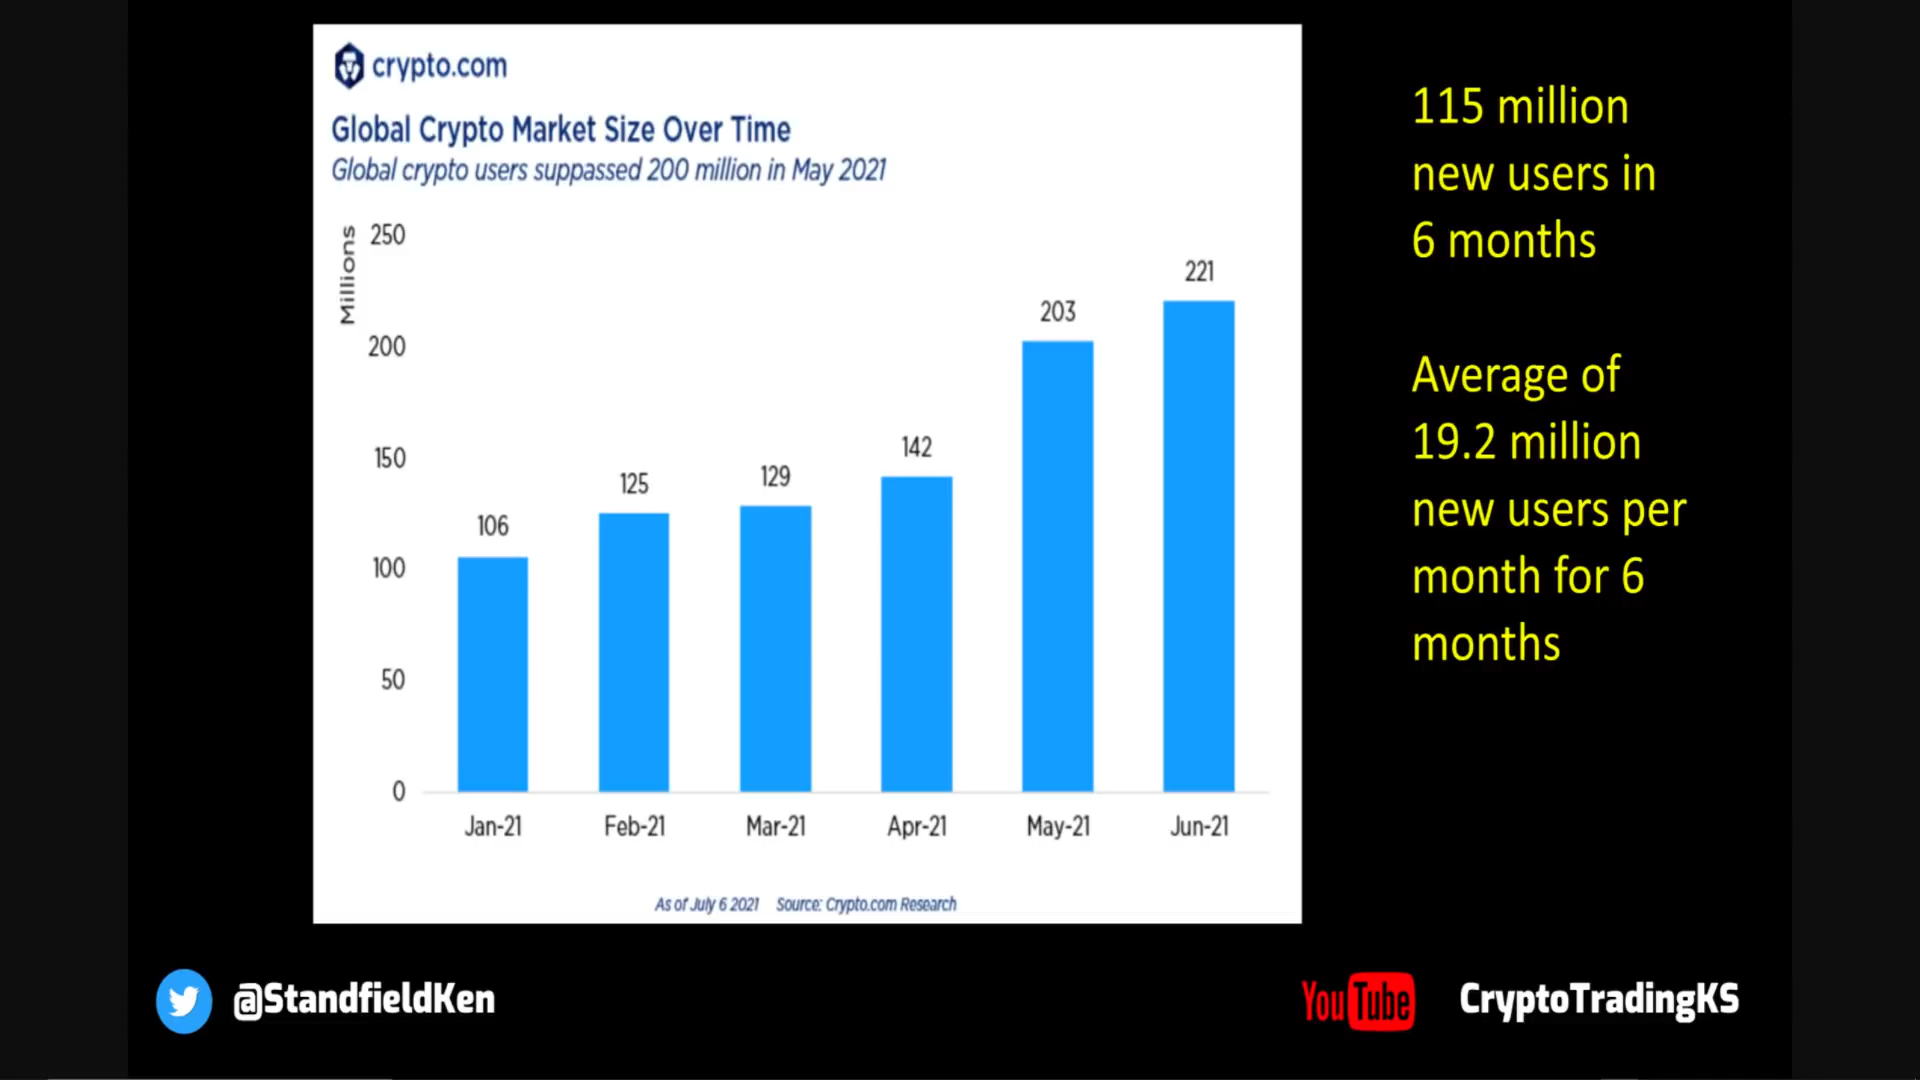 crypto.com
Global Crypto Market Size Over Time
Global crypto users suppassed 200 million in May 2021
Millions
250
200
150
100
50
0
106
125
129
142
203
221
Jan-21
Feb-21
Mar-21
Apr-21
May-21
Jun-21
As of July 6 2021 Source: Crypto.com Research
115 million
new users in
6 months
Average of
19.2 million
new users per
month for 6
months
@StandfieldKen
YouTube
CryptoTradingKS